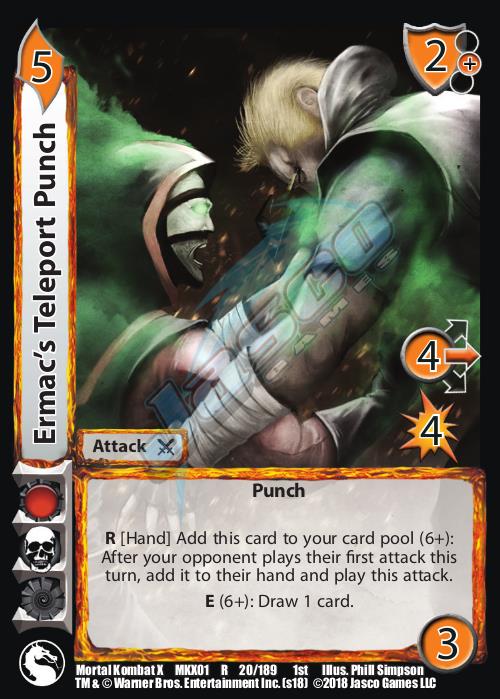 5
2
+
Ermac's Teleport Punch
JASCO
GAMES
4
4
Attack
Punch
R [Hand] Add this card to your card pool (6+):
After your opponent plays their first attack this
turn, add it to their hand and play this attack.
E (6+): Draw 1 card.
3
Mortal Kombat X MKX01 R 20/189 1st Illus. Phill Simpson
TM & © Warner Bros. Entertainment Inc. (s18) ©2018 Jasco Games LLC